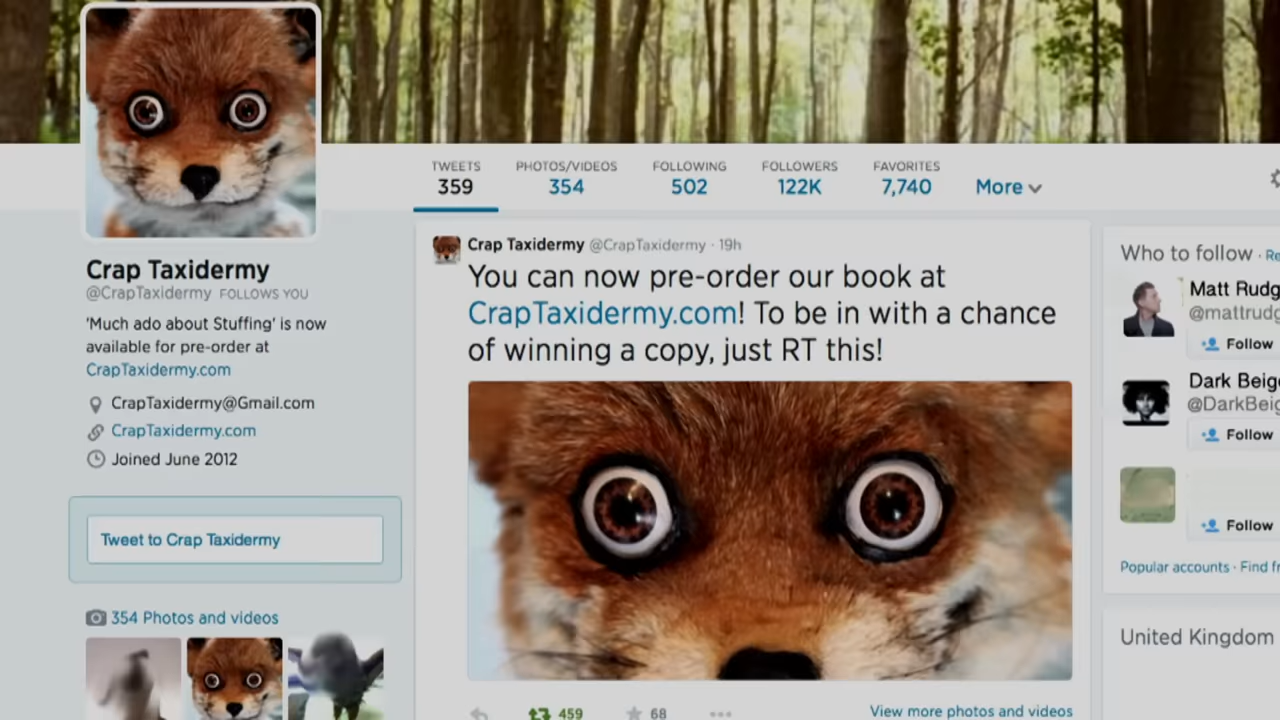 TWEETS
359
PHOTOS/VIDEOS
354
FOLLOWING
502
FOLLOWERS
122K
FAVORITES
7,740
More
Crap Taxidermy
@CrapTaxidermy FOLLOWS YOU
'Much ado about Stuffing' is now
available for pre-order at
CrapTaxidermy.com
CrapTaxidermy@Gmail.com
CrapTaxidermy.com
Joined June 2012
Tweet to Crap Taxidermy
354 Photos and videos
Crap Taxidermy @CrapTaxidermy · 19h
You can now pre-order our book at
CrapTaxidermy.com! To be in with a chance
of winning a copy, just RT this!
459
68
View more photos and videos
Who to follow · Re
Matt Rudg
@mattrudg
Follow
Dark Beige
@DarkBeig
Follow
Follow
Popular accounts · Find fr
United Kingdom